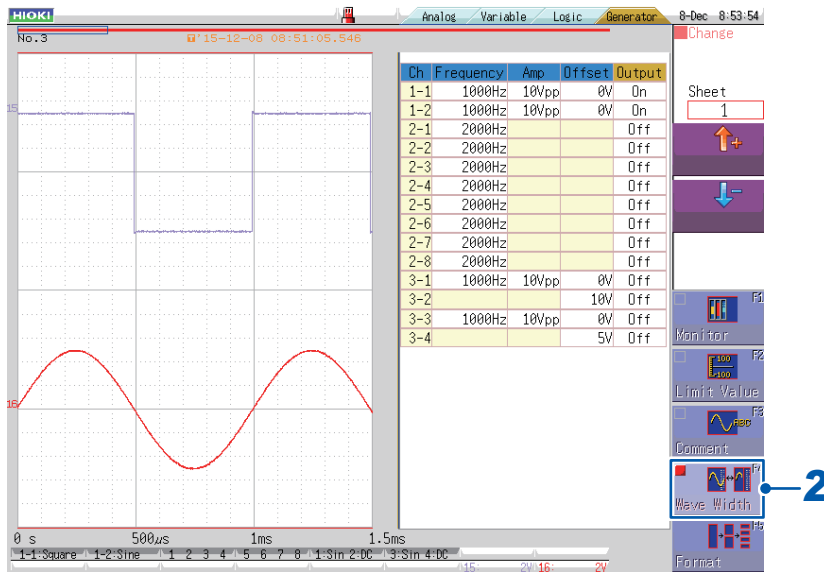 HIOKI Analog Variable Logic Generator 8-Dec 8:53:54
No.3 T'15-12-08 08:51:05.546 Change
Ch Frequency Amp Offset Output
1-1 1000Hz 10Vpp 0V On
1-2 1000Hz 10Vpp 0V On
2-1 2000Hz Off
2-2 2000Hz Off
2-3 2000Hz Off
2-4 2000Hz Off
2-5 2000Hz Off
2-6 2000Hz Off
2-7 2000Hz Off
2-8 2000Hz Off
3-1 1000Hz 10Vpp 0V Off
3-2 10V Off
3-3 1000Hz 10Vpp 0V Off
3-4 5V Off
15
16
Sheet
1
+
-
F1
Monitor
100 F2
-100
Limit Value
ABC F3
Comment
F4
Wave Width
2
F5
Format
0 s 500µs 1ms 1.5ms
1-1:Square 1-2:Sine 1 2 3 4 5 6 7 8 1:Sin 2:DC 3:Sin 4:DC
15: 2V 16: 2V